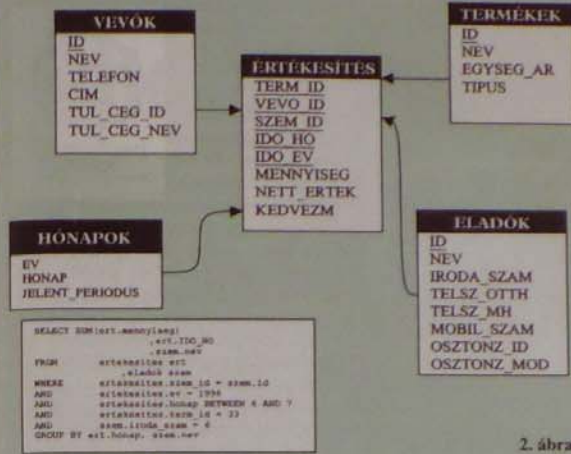 VEVŐK
ID
NEV
TELEFON
CIM
TUL_CEG_ID
TUL_CEG_NEV
ÉRTÉKESÍTÉS
TERM_ID
VEVO_ID
SZEM_ID
IDO_HO
IDO_EV
MENNYISEG
NETT_ERTEK
KEDVEZM
TERMÉKEK
ID
NEV
EGYSEG_AR
TIPUS
HÓNAPOK
EV
HONAP
JELENT_PERIODUS
ELADÓK
ID
NEV
IRODA_SZAM
TELSZ_OTTH
TELSZ_MH
MOBIL_SZAM
OSZTONZ_ID
OSZTONZ_MOD
SELECT SUM(ert.mennyiseg)
,ert.IDO_HO
,szem.nev
FROM ertekesites ert
,eladok szem
WHERE ertekesites.szem_id = szem.id
AND ertekesites.ev = 1996
AND ertekesites.honap BETWEEN 6 AND 7
AND ertekesites.term_id = 23
AND szem.iroda_szam = 6
GROUP BY ert.honap, szem.nev
2. ábra